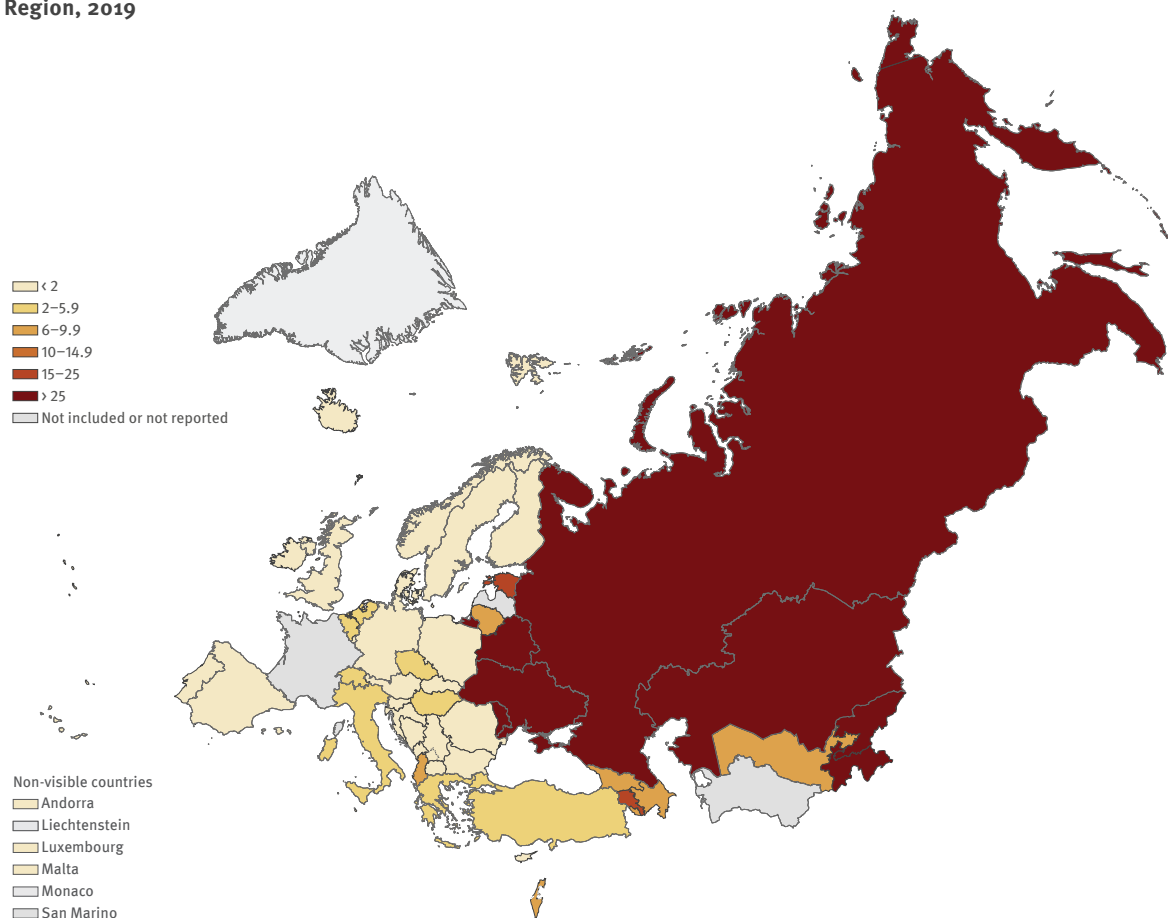 Region, 2019
‹ 2
2–5.9
6–9.9
10–14.9
15–25
› 25
Not included or not reported
Non-visible countries
Andorra
Liechtenstein
Luxembourg
Malta
Monaco
San Marino